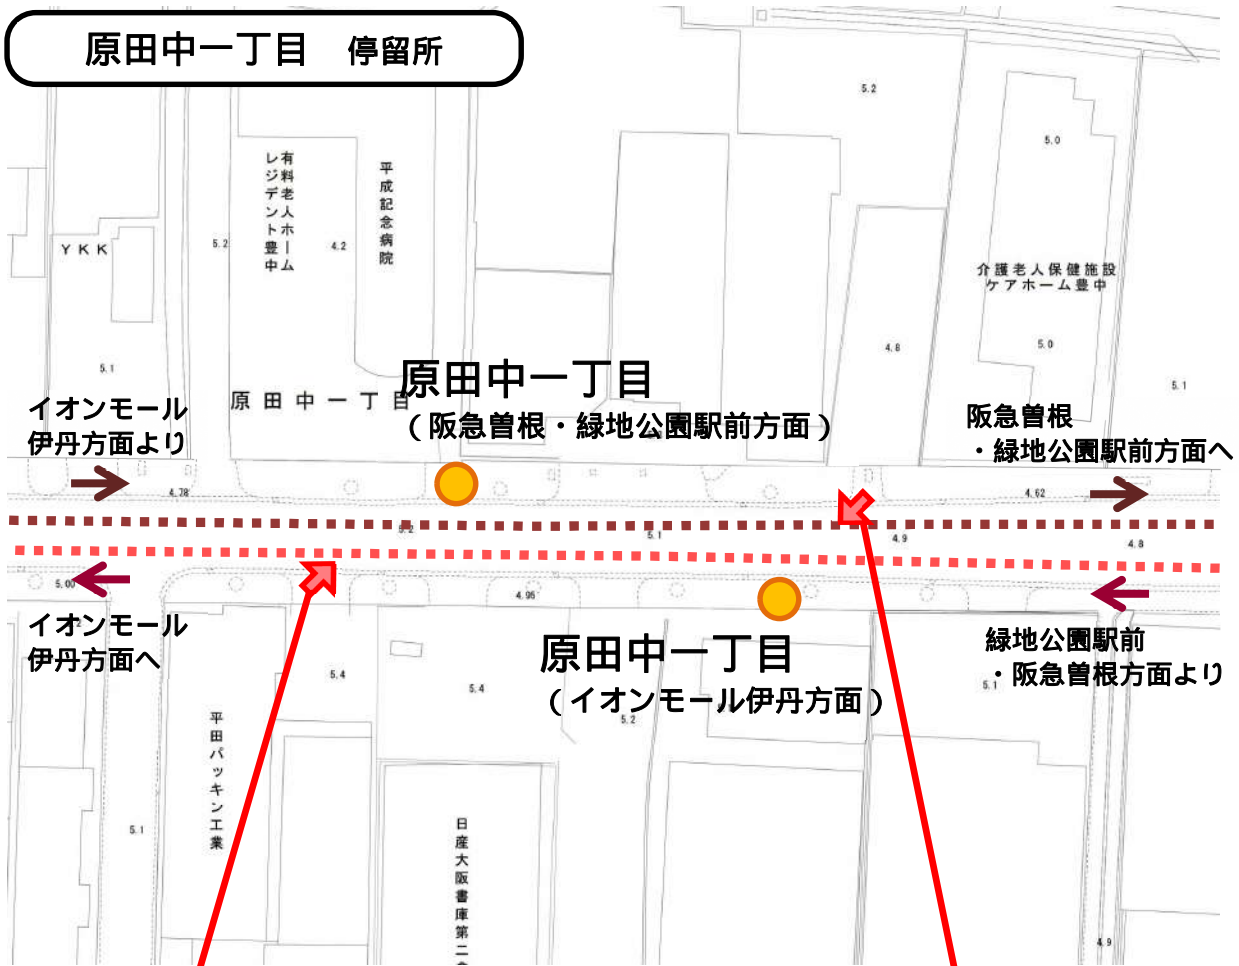 原田中一丁目 停留所
5.2
5.0
有料老人ホーム
レジデント豊中
平成記念病院
YKK
5.2
4.2
介護老人保健施設
ケアホーム豊中
4.8
5.0
5.1
5.1
原田中一丁目
原田中一丁目
(阪急曽根・緑地公園駅前方面)
イオンモール
伊丹方面より
阪急曽根
・緑地公園駅前方面へ
4.78
4.62
5.2
5.1
4.9
4.8
5.00
4.95
イオンモール
伊丹方面へ
原田中一丁目
(イオンモール伊丹方面)
緑地公園駅前
・阪急曽根方面より
5.4
5.4
5.1
5.2
平田パッキン工業
5.1
日産大阪書庫第二
4.9